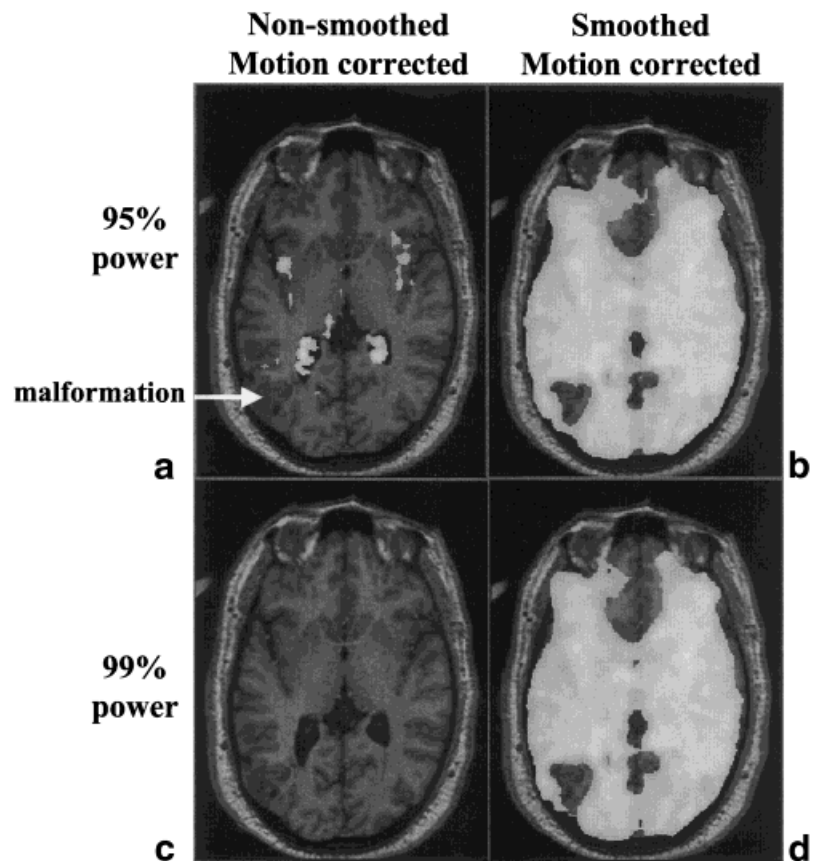 Non-smoothed
Motion corrected
Smoothed
Motion corrected
95%
power
malformation
a
b
99%
power
c
d